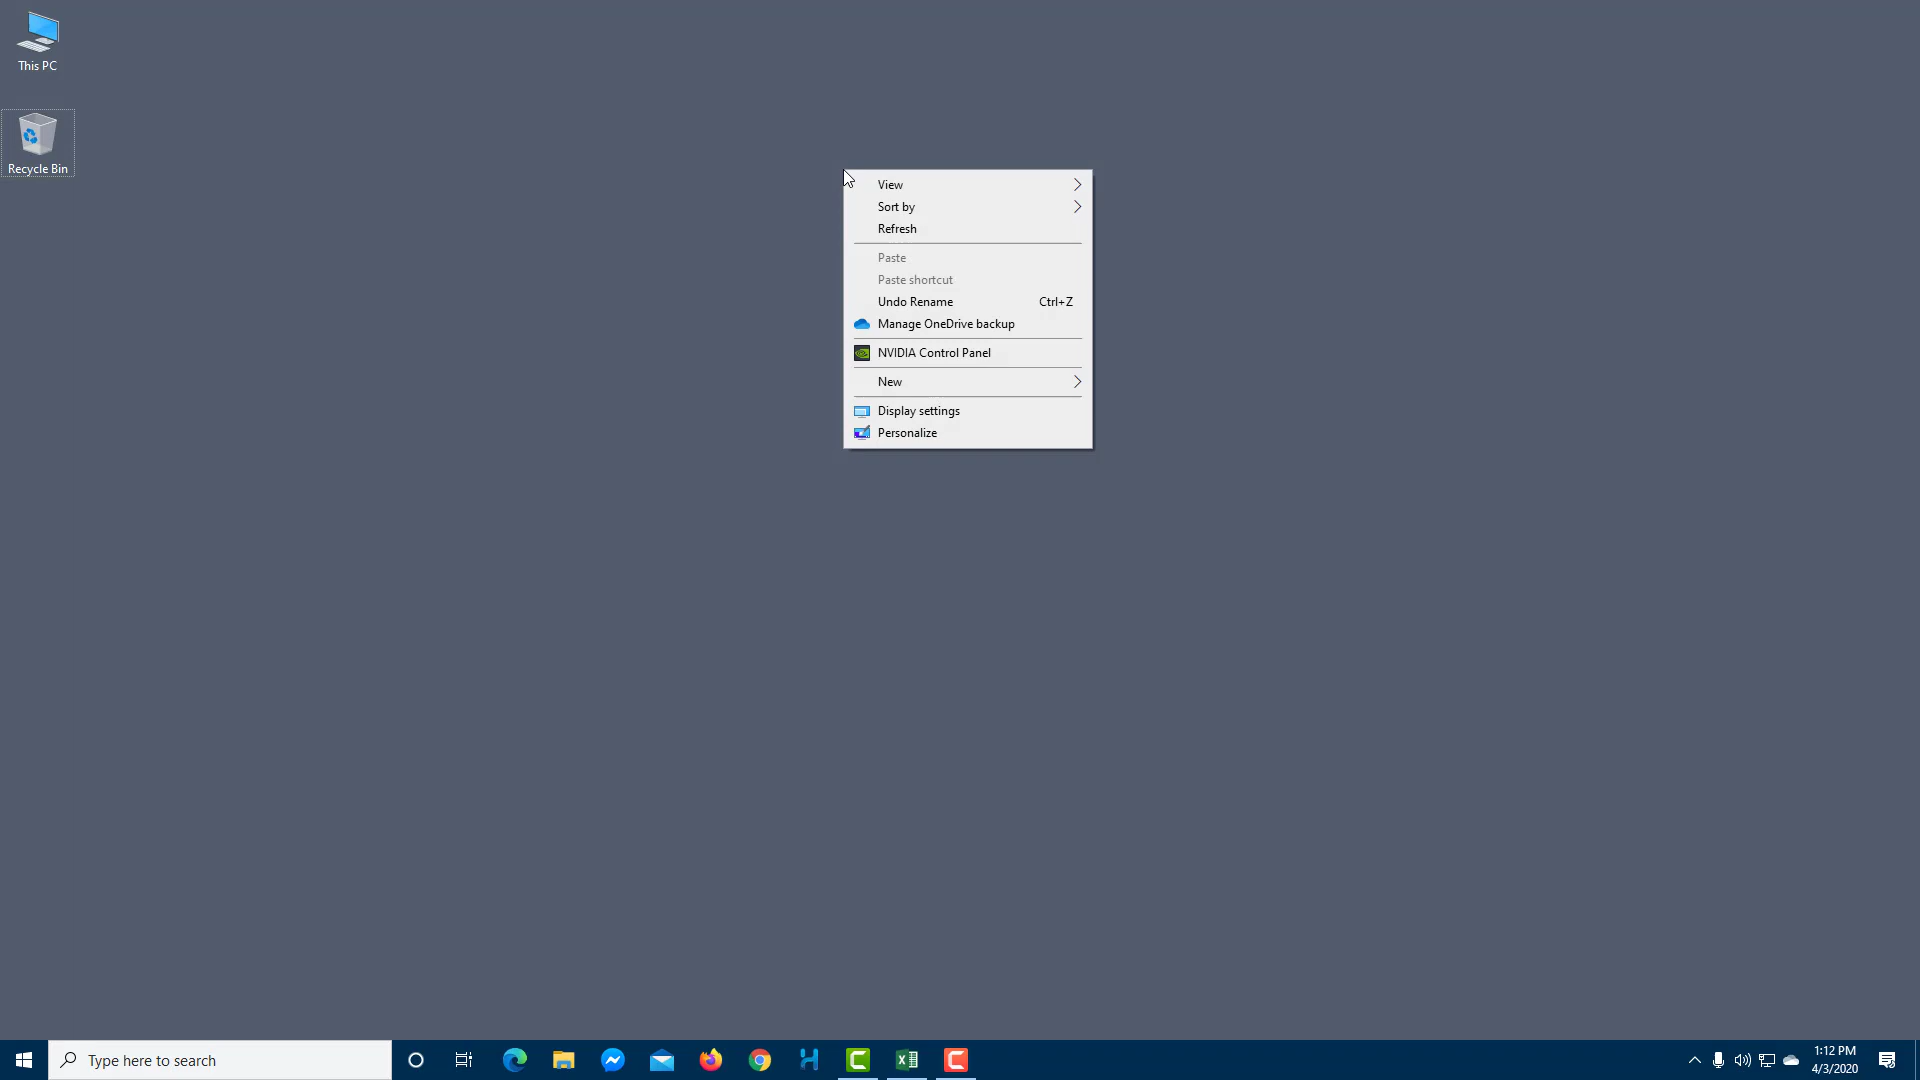 This PC
Recycle Bin
View
Sort by
Refresh
Paste
Paste shortcut
Undo Rename Ctrl+Z
Manage OneDrive backup
NVIDIA Control Panel
New
Display settings
Personalize
Type here to search
1:12 PM
4/3/2020